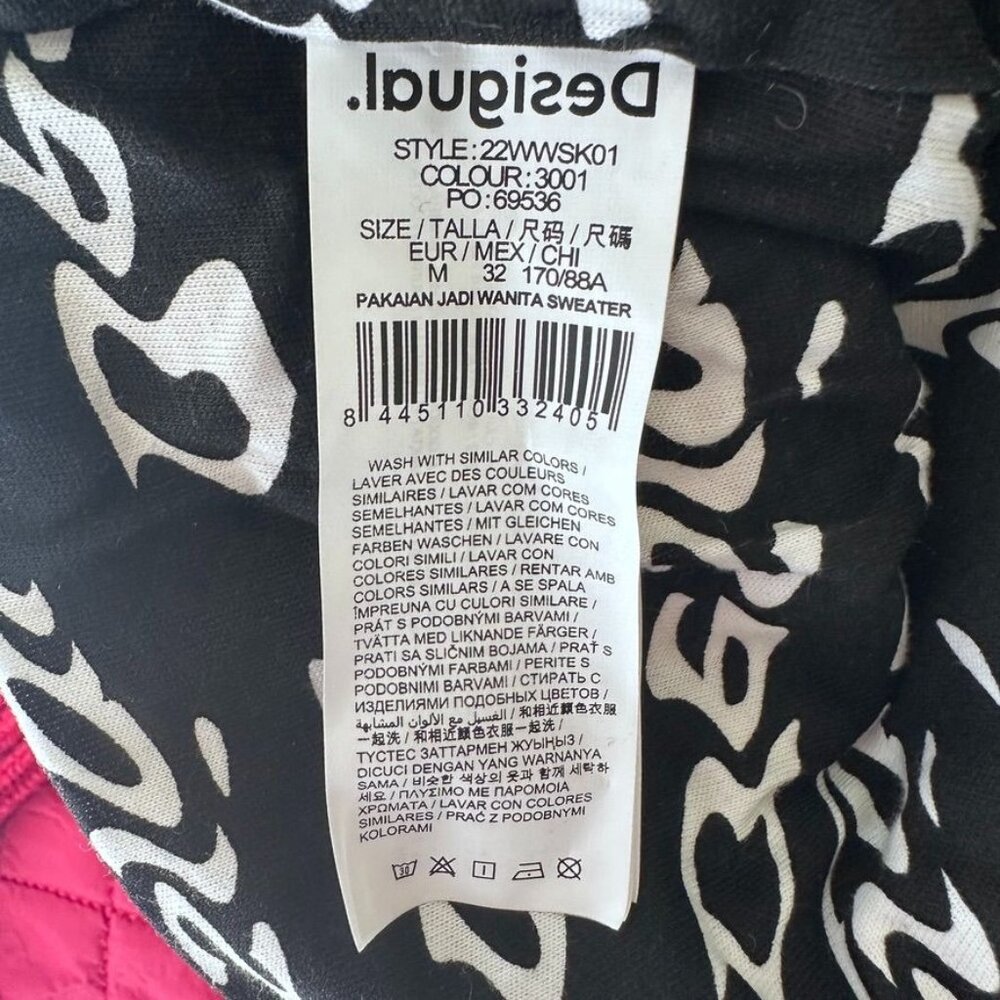 Desigual.
STYLE:22WWSK01
COLOUR:3001
PO:69536
SIZE / TALLA / 尺码 / 尺碼
EUR / MEX / CHI
M 32 170/88A
PAKAIAN JADI WANITA SWEATER
8 445110 332405
WASH WITH SIMILAR COLORS /
LAVER AVEC DES COULEURS
SIMILAIRES / LAVAR COM CORES
SEMELHANTES / LAVAR COM CORES
SEMELHANTES / MIT GLEICHEN
FARBEN WASCHEN / LAVARE CON
COLORI SIMILI / LAVAR CON
COLORES SIMILARES / RENTAR AMB
COLORS SIMILARS / A SE SPALA
ÎMPREUNA CU CULORI SIMILARE /
PRÁT S PODOBNÝMI BARVAMI /
TVÄTTA MED LIKNANDE FÄRGER /
PRATI SA SLIČNIM BOJAMA / PRAŤ S
PODOBNÝMI FARBAMI / PERITE S
PODOBNIMI BARVAMI / СТИРАТЬ С
ИЗДЕЛИЯМИ ПОДОБНЫХ ЦВЕТОВ /
الغسيل مع الألوان المشابهة / 和相近顏色衣服
一起洗 / 和相近顏色衣服一起洗 /
ТҮСТЕС ЗАТТАРМЕН ЖУЫҢЫЗ /
DICUCI DENGAN YANG WARNANYA
SAMA / 비슷한 색상의 옷과 함께 세탁하
세요 / ΠΛΥΣΙΜΟ ΜΕ ΠΑΡΟΜΟΙΑ
ΧΡΩΜΑΤΑ / LAVAR CON COLORES
SIMILARES / PRAĆ Z PODOBNYMI
KOLORAMI
30